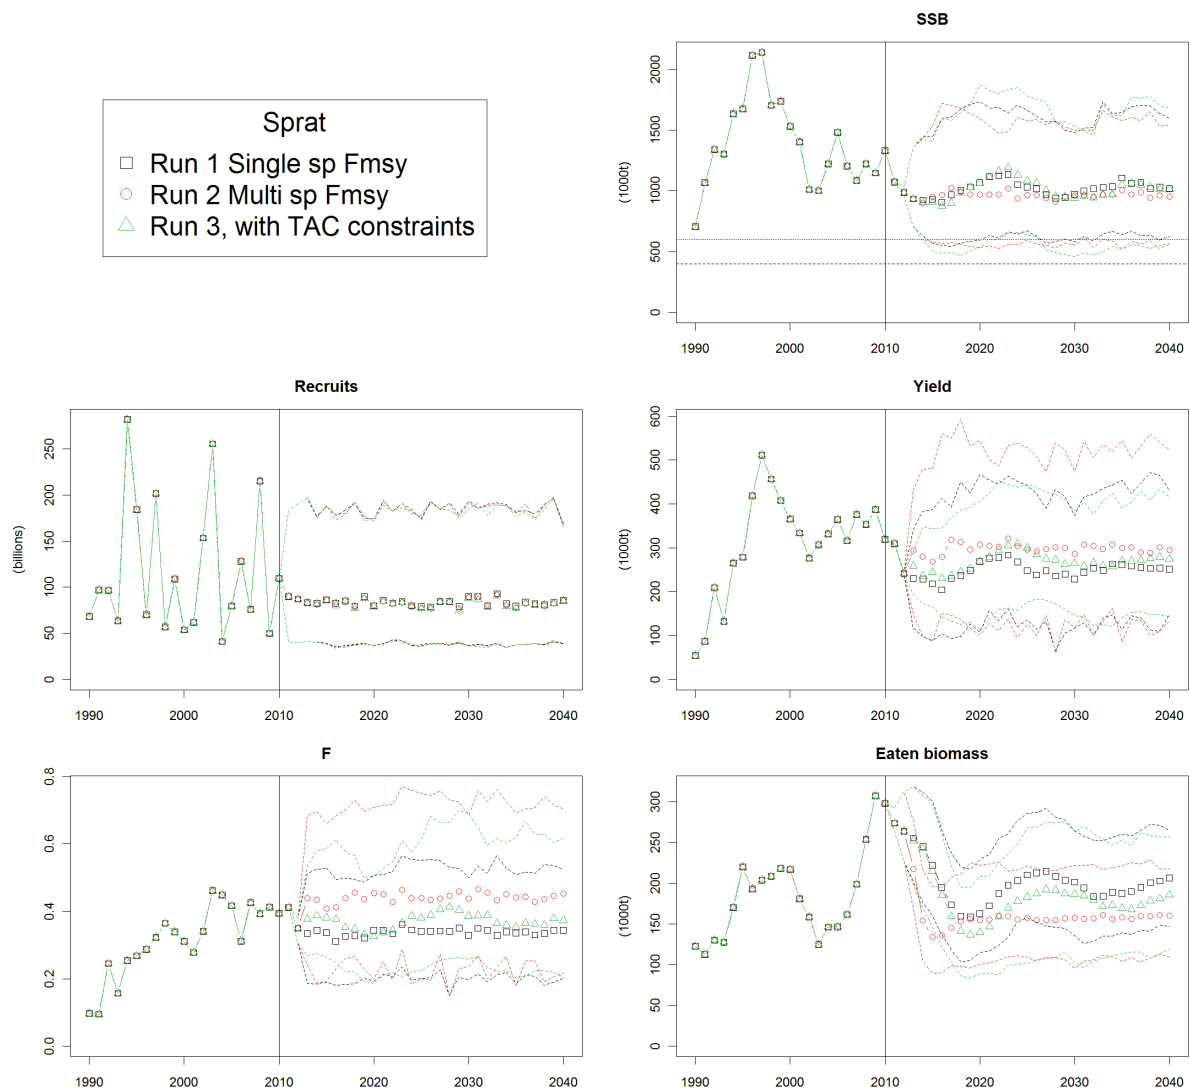 Sprat
Run 1 Single sp Fmsy
Run 2 Multi sp Fmsy
Run 3, with TAC constraints
SSB
(1000t)
2000
1500
1000
500
0
1990 2000 2010 2020 2030 2040
Recruits
(billions)
250
200
150
100
50
0
1990 2000 2010 2020 2030 2040
Yield
(1000t)
600
500
400
300
200
100
0
1990 2000 2010 2020 2030 2040
F
0.8
0.6
0.4
0.2
0.0
1990 2000 2010 2020 2030 2040
Eaten biomass
(1000t)
300
250
200
150
100
50
0
1990 2000 2010 2020 2030 2040